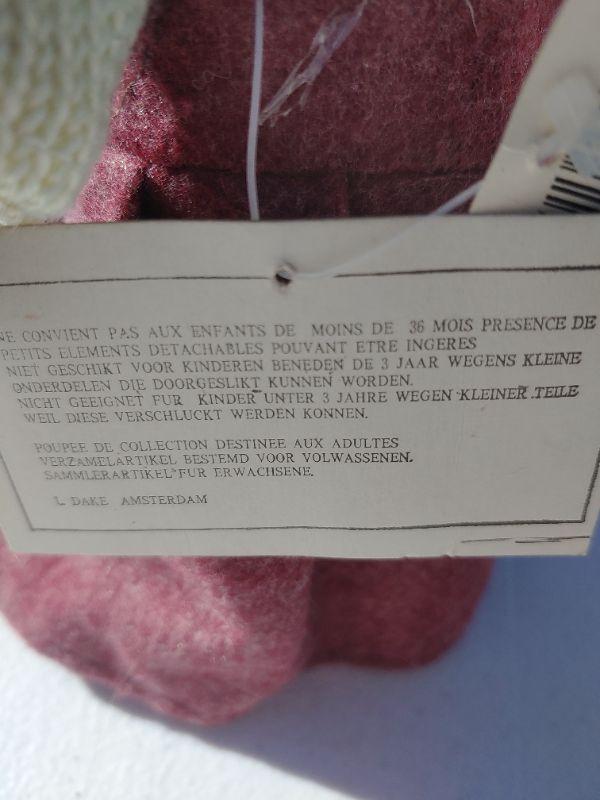 NE CONVIENT PAS AUX ENFANTS DE MOINS DE 36 MOIS PRESENCE DE
PETITS ELEMENTS DETACHABLES POUVANT ETRE INGERES
NIET GESCHIKT VOOR KINDEREN BENEDEN DE 3 JAAR WEGENS KLEINE
ONDERDELEN DIE DOORGESLIKT KUNNEN WORDEN.
NICHT GEEIGNET FUR KINDER UNTER 3 JAHRE WEGEN KLEINER TEILE
WEIL DIESE VERSCHLUCKT WERDEN KONNEN.
POUPEE DE COLLECTION DESTINEE AUX ADULTES
VERZAMELARTIKEL BESTEMD VOOR VOLWASSENEN.
SAMMLERARTIKEL FUR ERWACHSENE.
L. DAKE AMSTERDAM